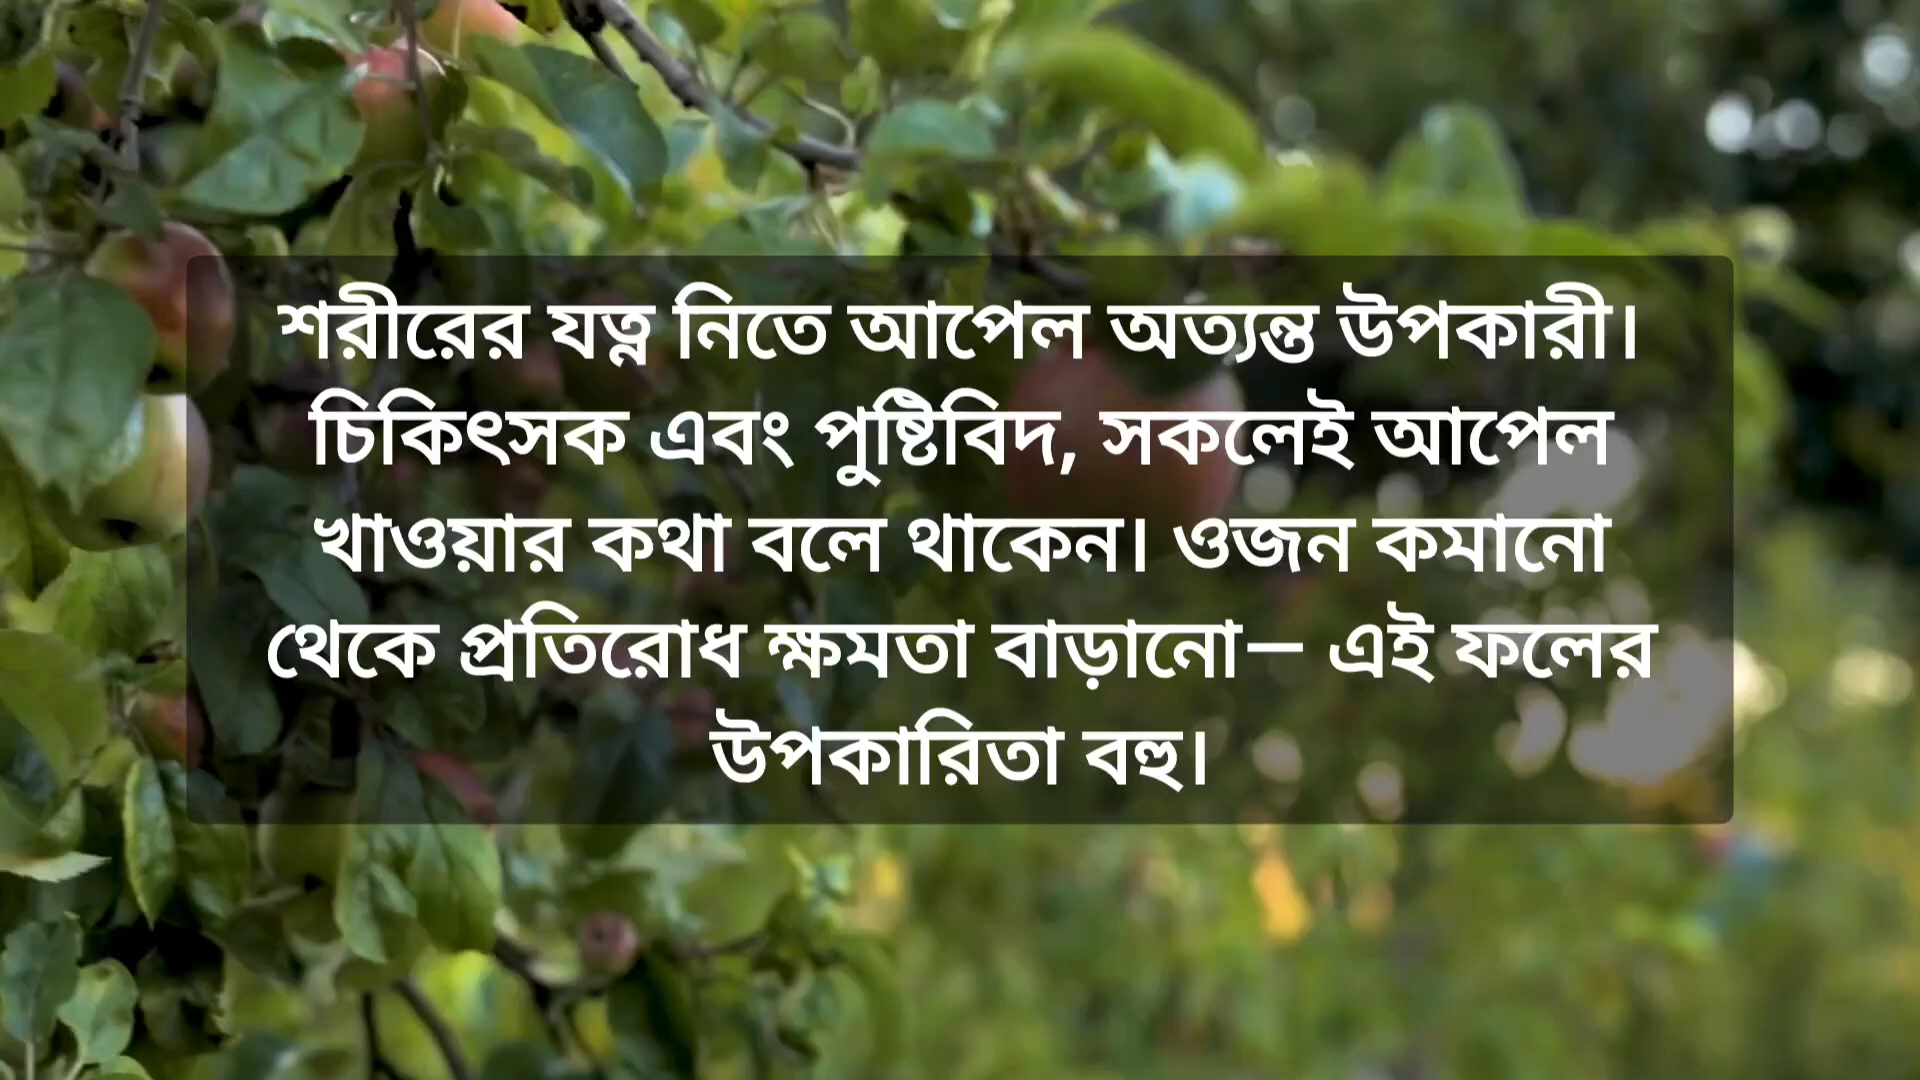 শরীরের যত্ন নিতে আপেল অত্যন্ত উপকারী।
চিকিৎসক এবং পুষ্টিবিদ, সকলেই আপেল
খাওয়ার কথা বলে থাকেন। ওজন কমানো
থেকে প্রতিরোধ ক্ষমতা বাড়ানো— এই ফলের
উপকারিতা বহু।